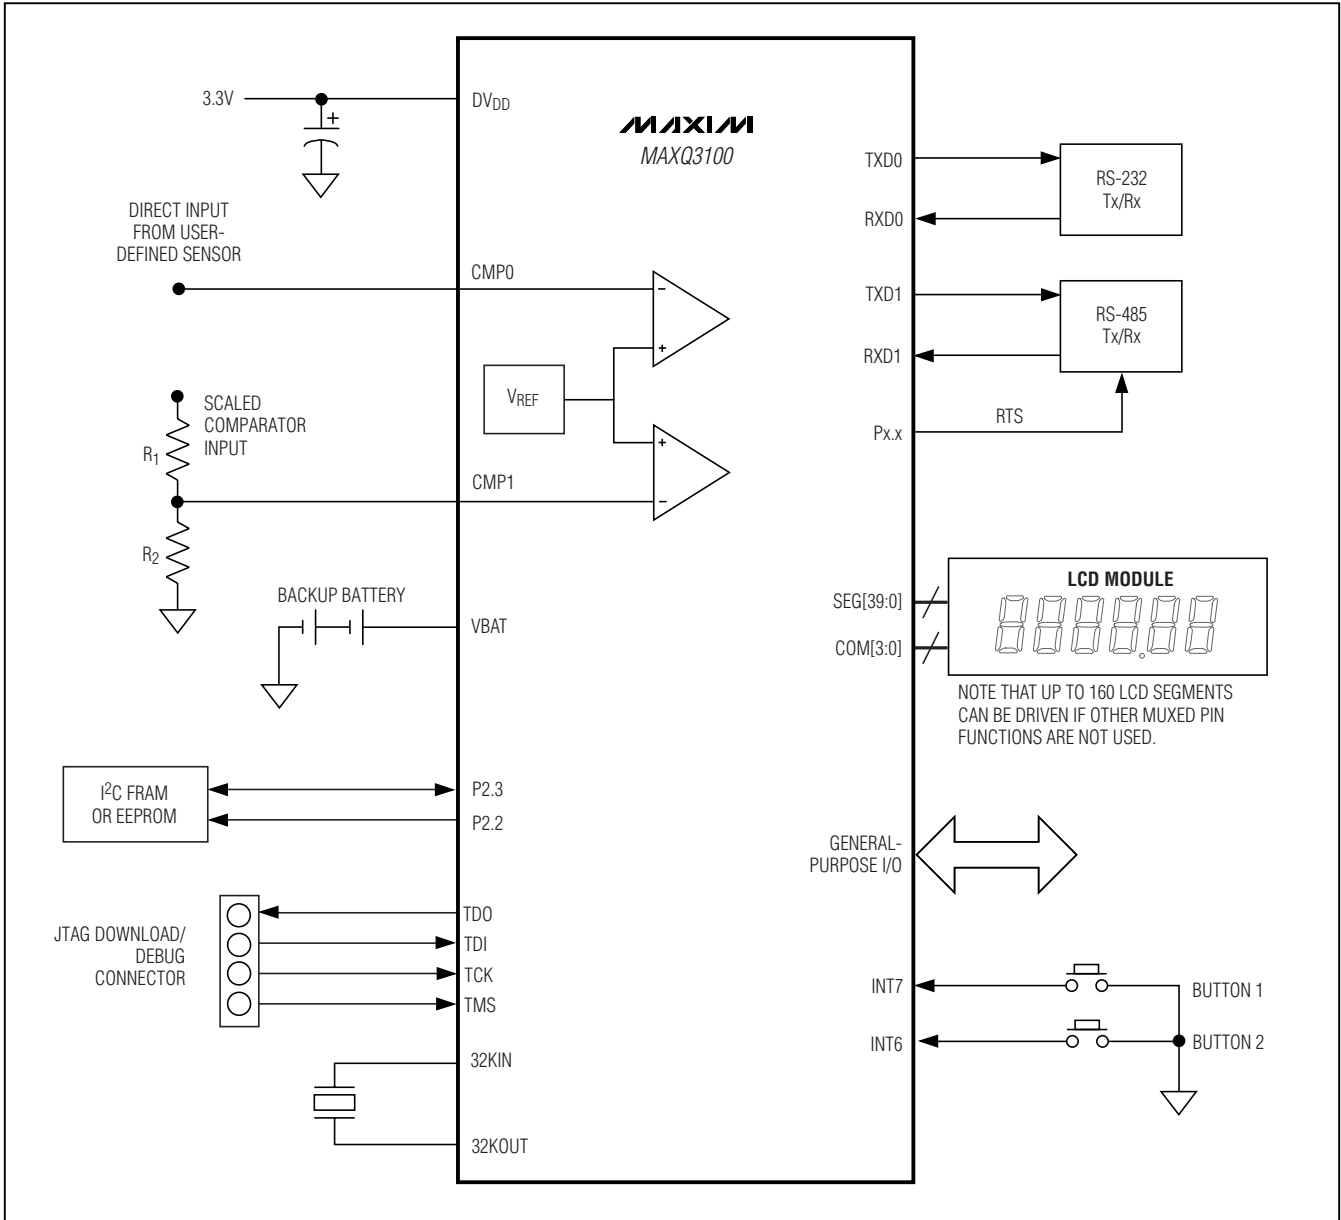 3.3V
DVDD
+
MAXIM
MAXQ3100
DIRECT INPUT
FROM USER-
DEFINED SENSOR
CMP0
−
+
VREF
SCALED
COMPARATOR
INPUT
R1
+
CMP1
−
R2
BACKUP BATTERY
VBAT
I2C FRAM
OR EEPROM
P2.3
P2.2
JTAG DOWNLOAD/
DEBUG
CONNECTOR
TDO
TDI
TCK
TMS
32KIN
32KOUT
TXD0
RXD0
RS-232
Tx/Rx
TXD1
RXD1
RS-485
Tx/Rx
Px.x
RTS
SEG[39:0]
COM[3:0]
LCD MODULE
NOTE THAT UP TO 160 LCD SEGMENTS
CAN BE DRIVEN IF OTHER MUXED PIN
FUNCTIONS ARE NOT USED.
GENERAL-
PURPOSE I/O
INT7
BUTTON 1
INT6
BUTTON 2